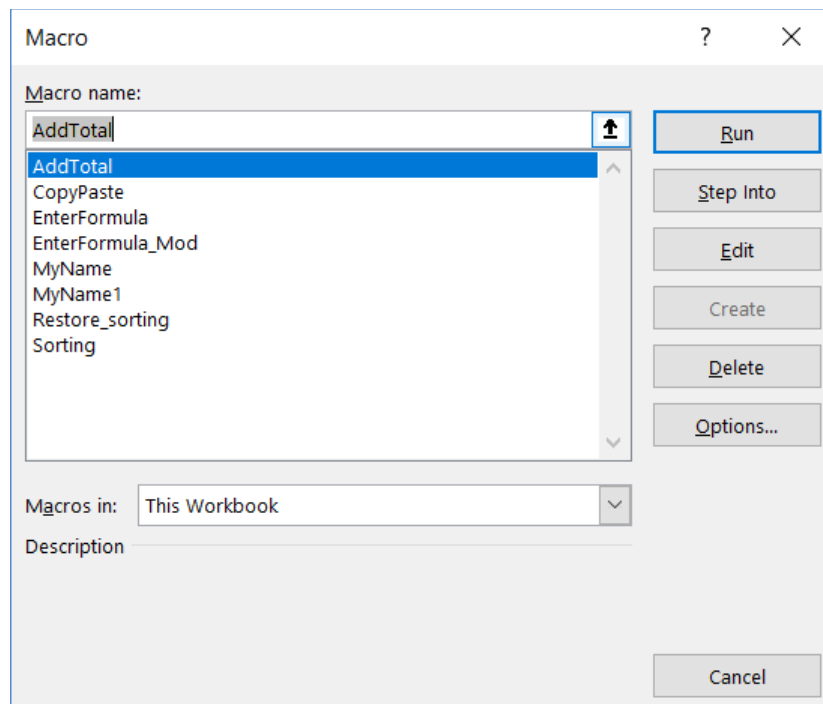 Macro
?
Macro name:
AddTotal
Run
AddTotal
CopyPaste
EnterFormula
EnterFormula_Mod
MyName
MyName1
Restore_sorting
Sorting
Step Into
Edit
Create
Delete
Options...
Macros in: This Workbook
Description
Cancel